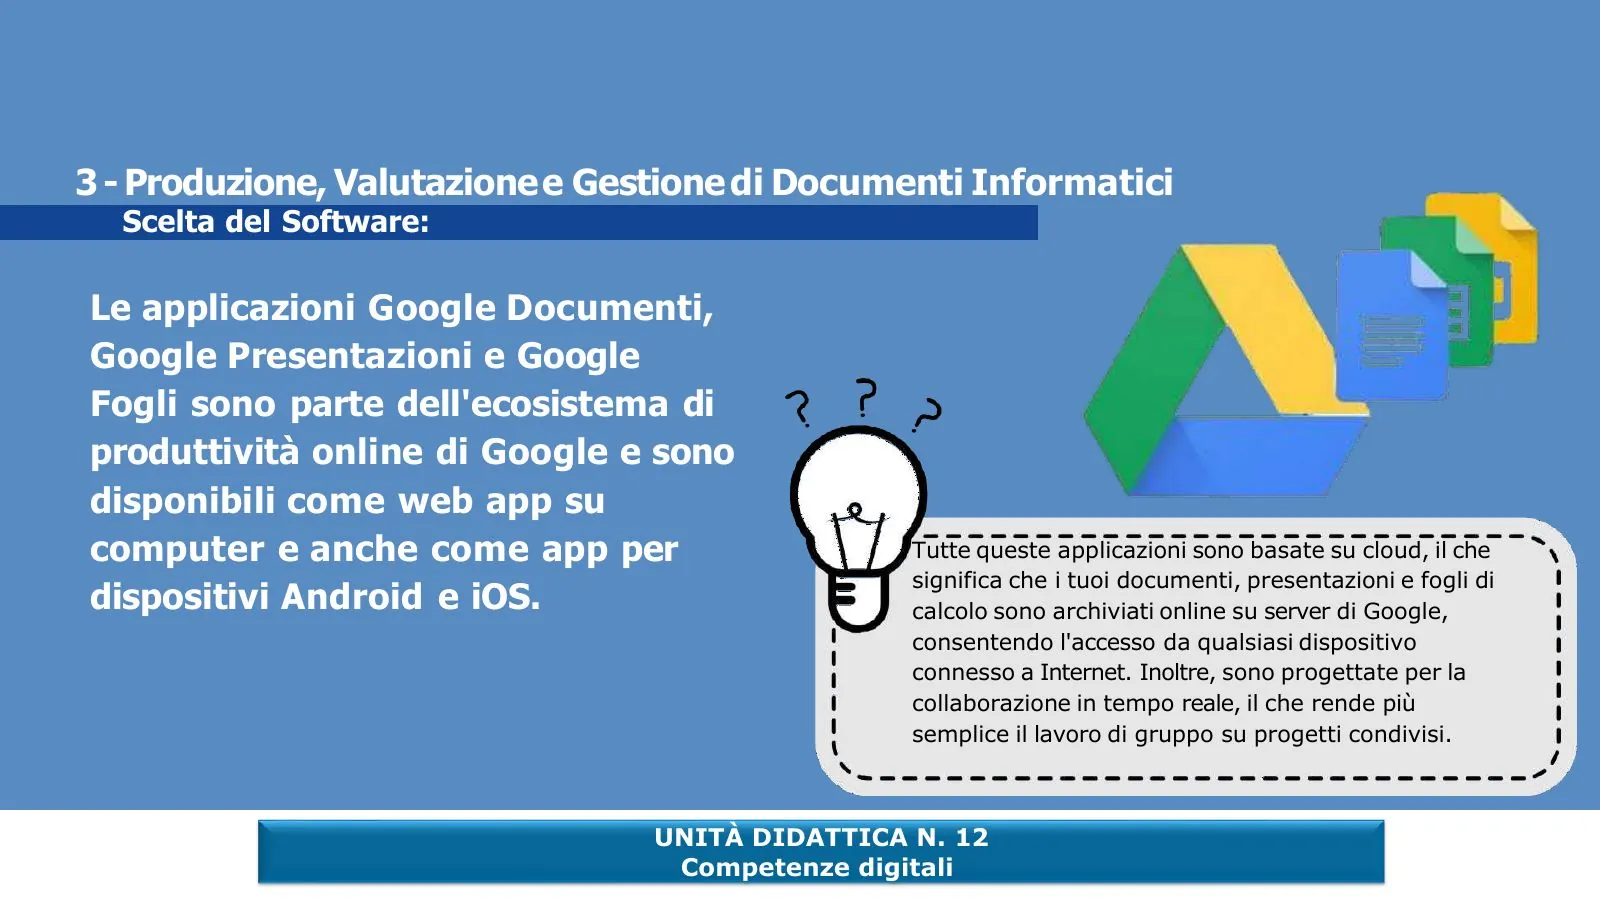 3 - Produzione, Valutazione e Gestione di Documenti Informatici
Scelta del Software:
Le applicazioni Google Documenti,
Google Presentazioni e Google
Fogli sono parte dell'ecosistema di
produttività online di Google e sono
disponibili come web app su
computer e anche come app per
dispositivi Android e iOS.
? ? ?
Tutte queste applicazioni sono basate su cloud, il che
significa che i tuoi documenti, presentazioni e fogli di
calcolo sono archiviati online su server di Google,
consentendo l'accesso da qualsiasi dispositivo
connesso a Internet. Inoltre, sono progettate per la
collaborazione in tempo reale, il che rende più
semplice il lavoro di gruppo su progetti condivisi.
UNITÀ DIDATTICA N. 12
Competenze digitali